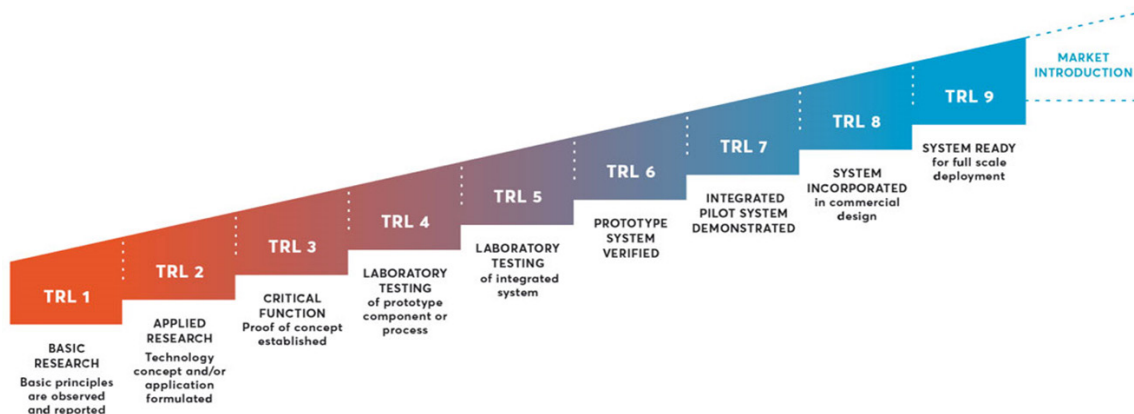 TRL 1
BASIC
RESEARCH
Basic principles
are observed
and reported
TRL 2
APPLIED
RESEARCH
Technology
concept and/or
application
formulated
TRL 3
CRITICAL
FUNCTION
Proof of concept
established
TRL 4
LABORATORY
TESTING
of prototype
component or
process
TRL 5
LABORATORY
TESTING
of integrated
system
TRL 6
PROTOTYPE
SYSTEM
VERIFIED
TRL 7
INTEGRATED
PILOT SYSTEM
DEMONSTRATED
TRL 8
SYSTEM
INCORPORATED
in commercial
design
TRL 9
SYSTEM READY
for full scale
deployment
MARKET
INTRODUCTION